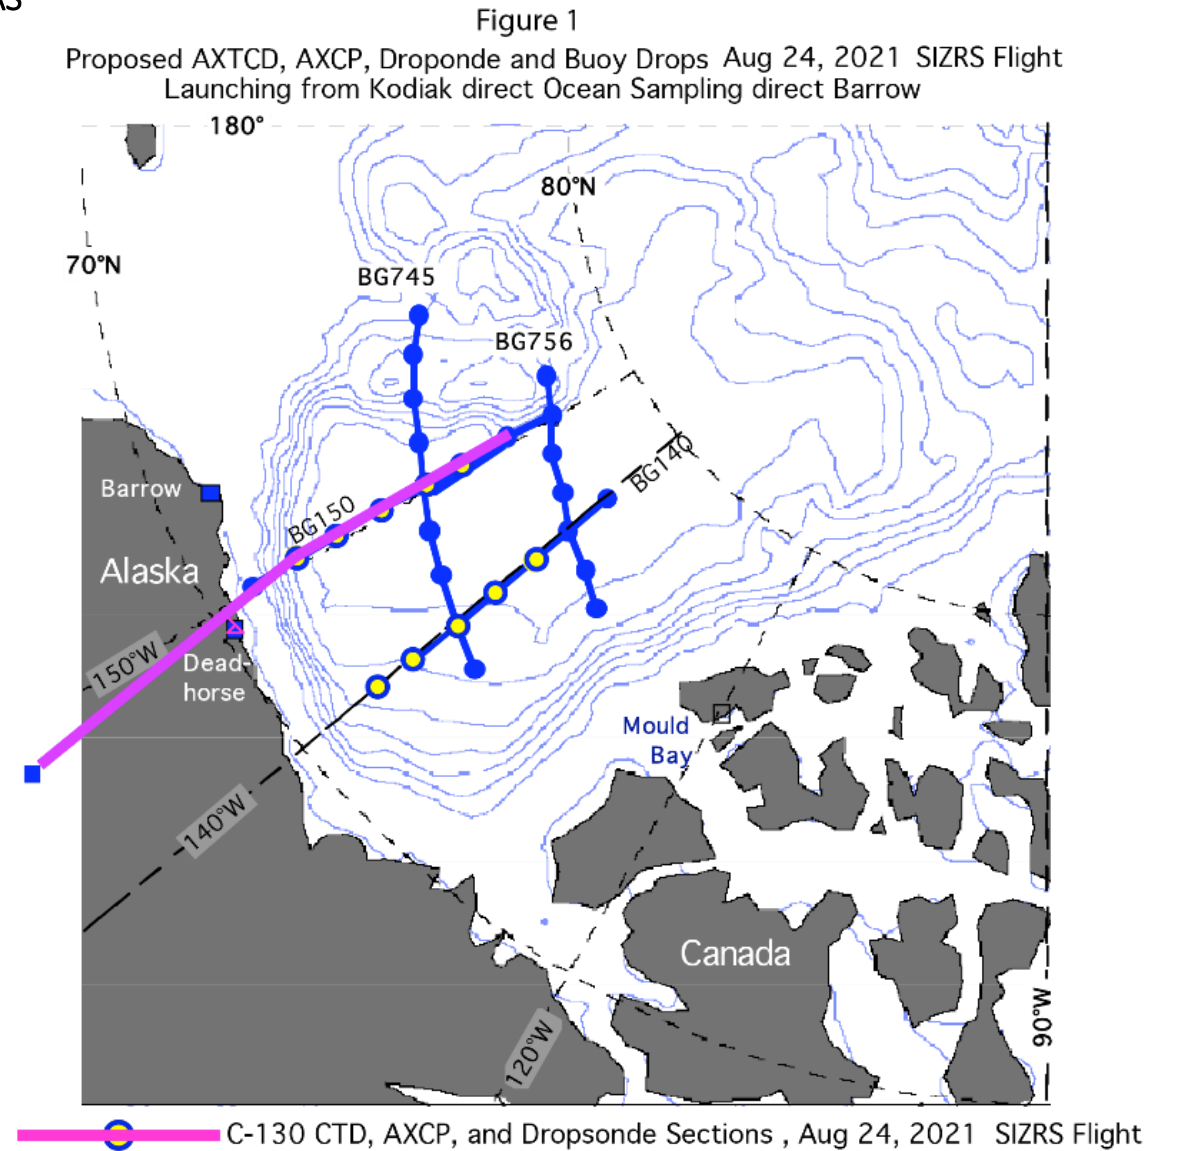 AS
Figure 1
Proposed AXTCD, AXCP, Droponde and Buoy Drops Aug 24, 2021 SIZRS Flight
Launching from Kodiak direct Ocean Sampling direct Barrow
180°
80°N
70°N
BG745
BG756
BG140
Barrow
BG150
Alaska
150°W
Dead-
horse
Mould
Bay
140°W
Canada
90°W
120°W
C-130 CTD, AXCP, and Dropsonde Sections , Aug 24, 2021 SIZRS Flight